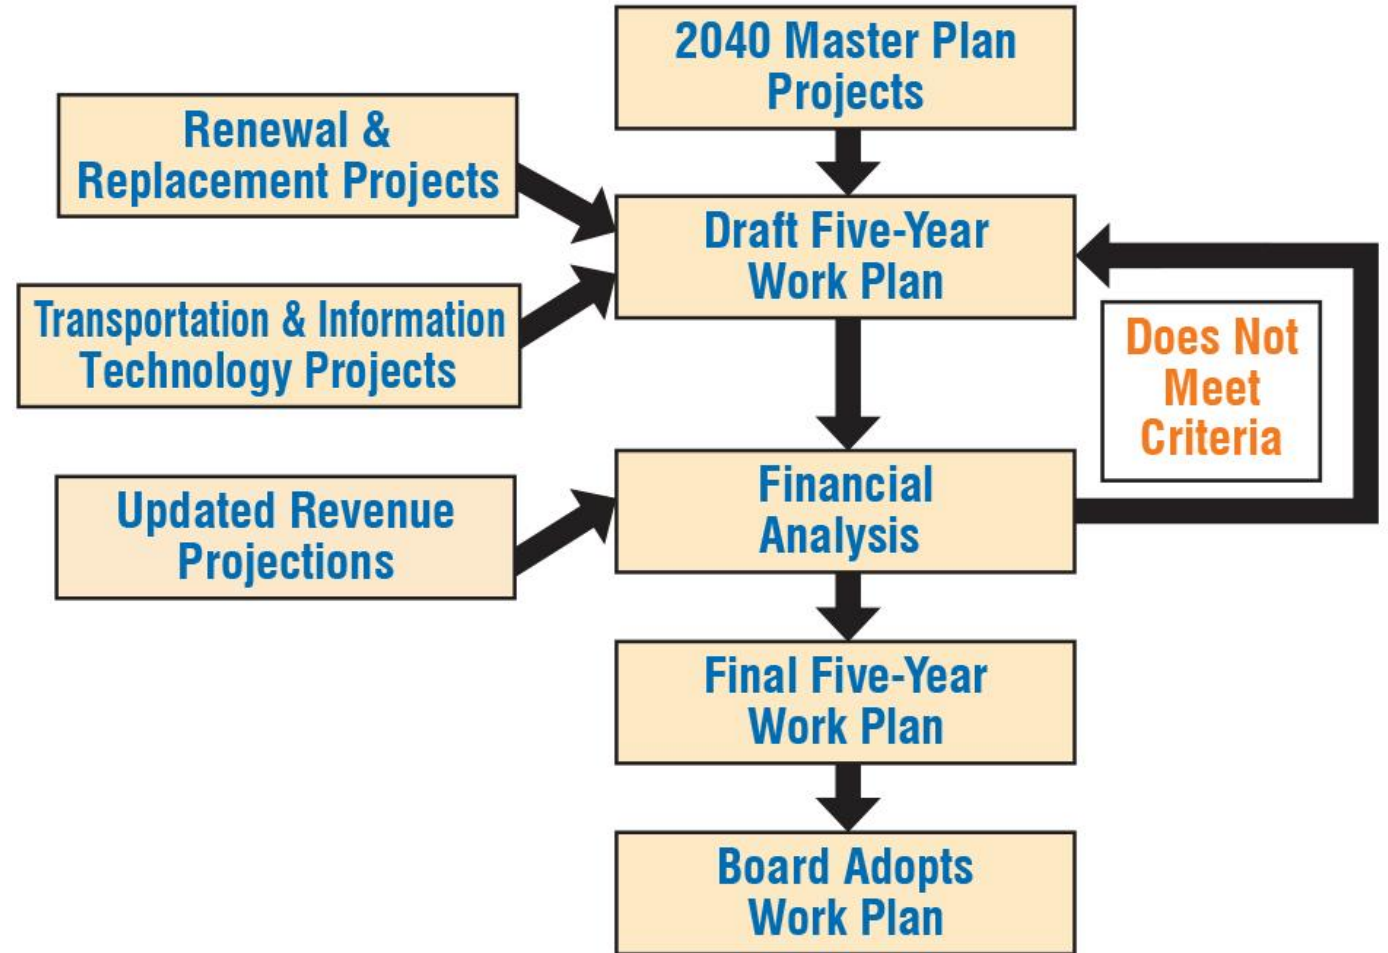 2040 Master Plan
Projects
Renewal &
Replacement Projects
Draft Five-Year
Work Plan
Transportation & Information
Technology Projects
Does Not
Meet
Criteria
Financial
Analysis
Updated Revenue
Projections
Final Five-Year
Work Plan
Board Adopts
Work Plan